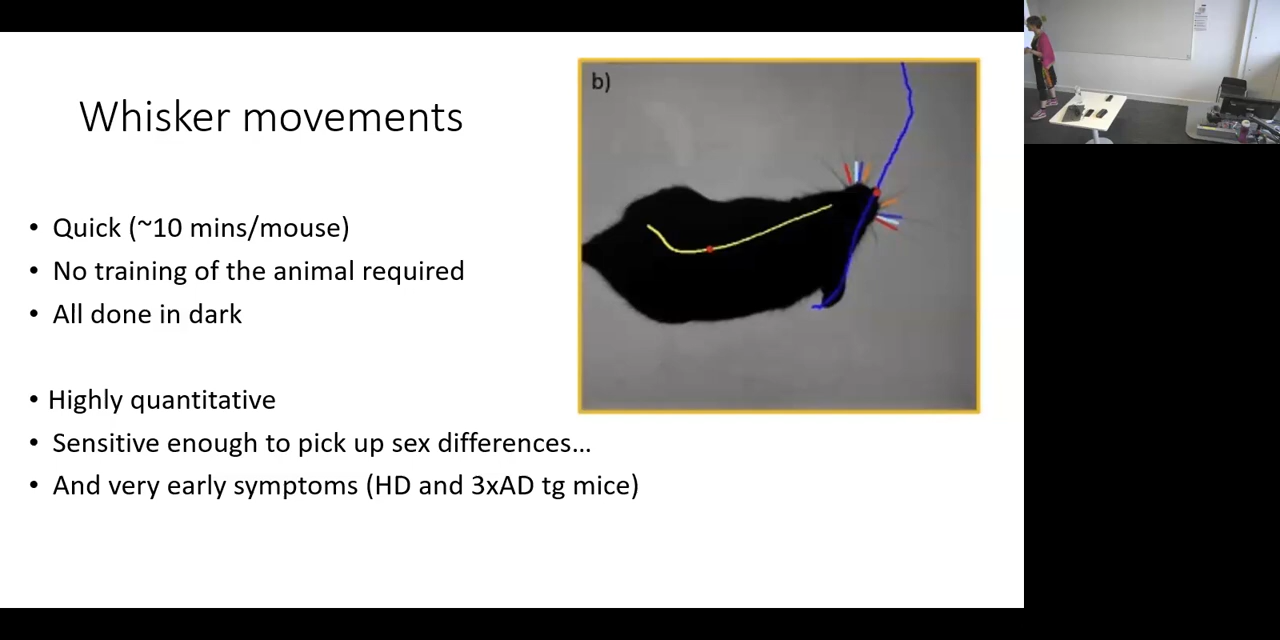 Whisker movements
b)
• Quick (~10 mins/mouse)
• No training of the animal required
• All done in dark
• Highly quantitative
• Sensitive enough to pick up sex differences…
• And very early symptoms (HD and 3xAD tg mice)